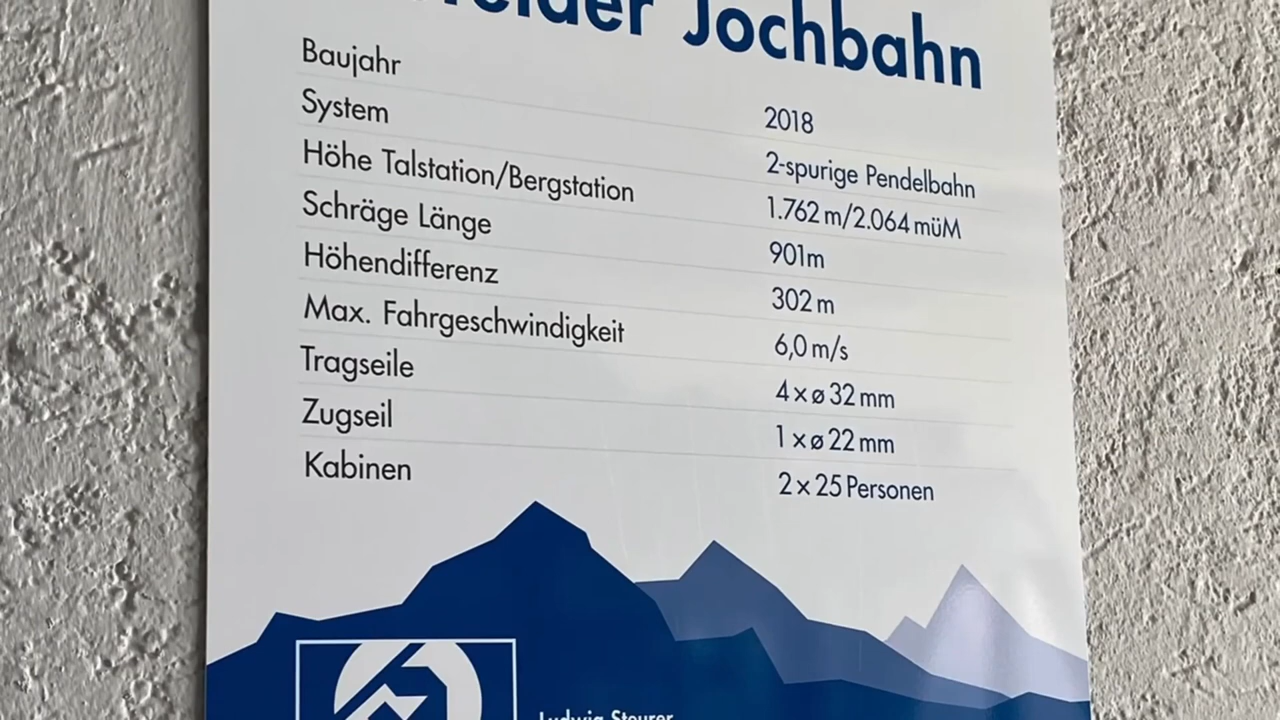 Jochbahn
Baujahr 2018
System 2-spurige Pendelbahn
Höhe Talstation/Bergstation 1.762 m/2.064 müM
Schräge Länge 901m
Höhendifferenz 302 m
Max. Fahrgeschwindigkeit 6,0 m/s
Tragseile 4 x ø 32 mm
Zugseil 1 x ø 22 mm
Kabinen 2 x 25 Personen
Ludwig Steurer